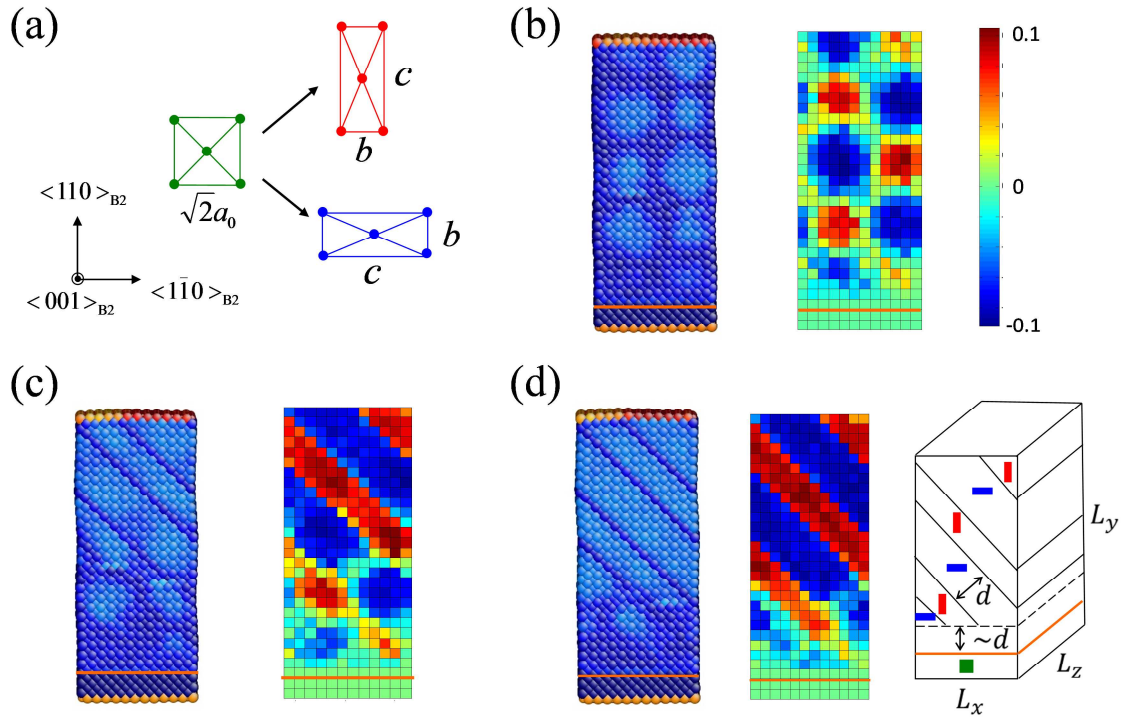 (a)
c
b
√2a₀
b
c
<110>B2
<001>B2
<11̄0>B2
(b)
0.1
0
-0.1
(c)
(d)
d
~d
Ly
Lz
Lx